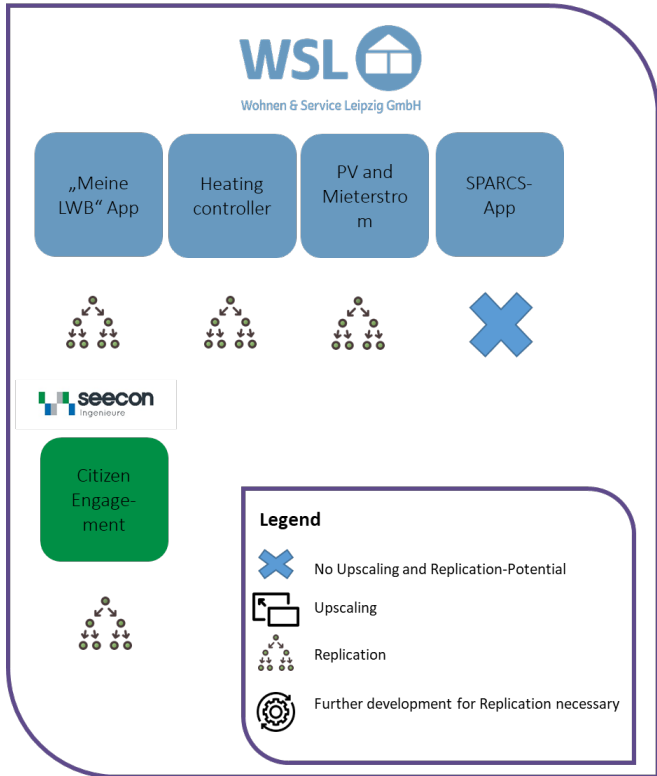 WSL
Wohnen & Service Leipzig GmbH
„Meine
LWB“ App
Heating
controller
PV and
Mieterstro
m
SPARCS-
App
seecon
Ingenieure
Citizen
Engage-
ment
Legend
No Upscaling and Replication-Potential
Upscaling
Replication
Further development for Replication necessary